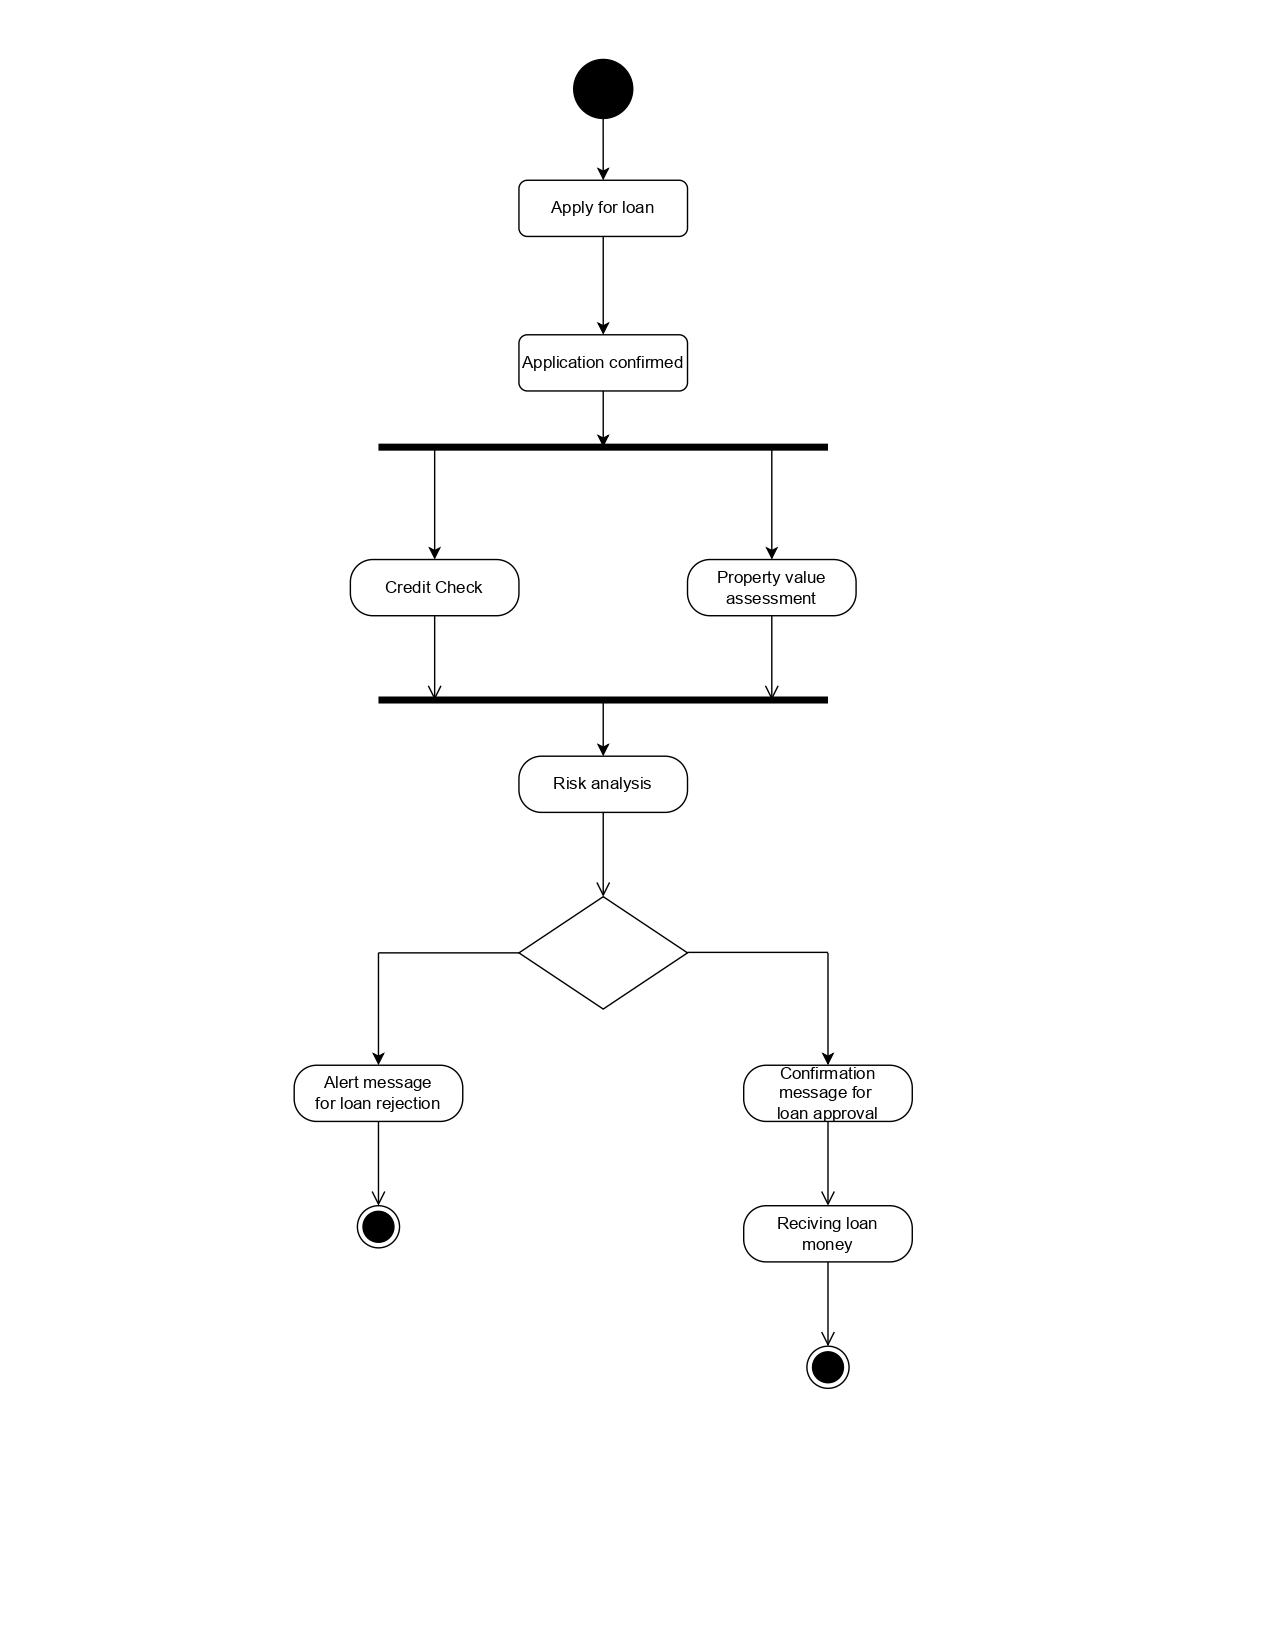 Apply for loan
Application confirmed
Credit Check
Property value
assessment
Risk analysis
Alert message
for loan rejection
Confirmation
message for
loan approval
Reciving loan
money